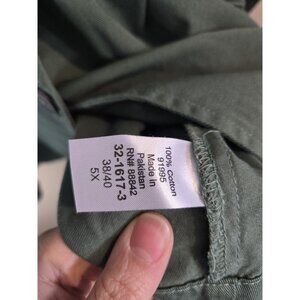 100% Cotton
91995
Made in
Pakistan
RN# 88842
32-1617-3
38/40
5X